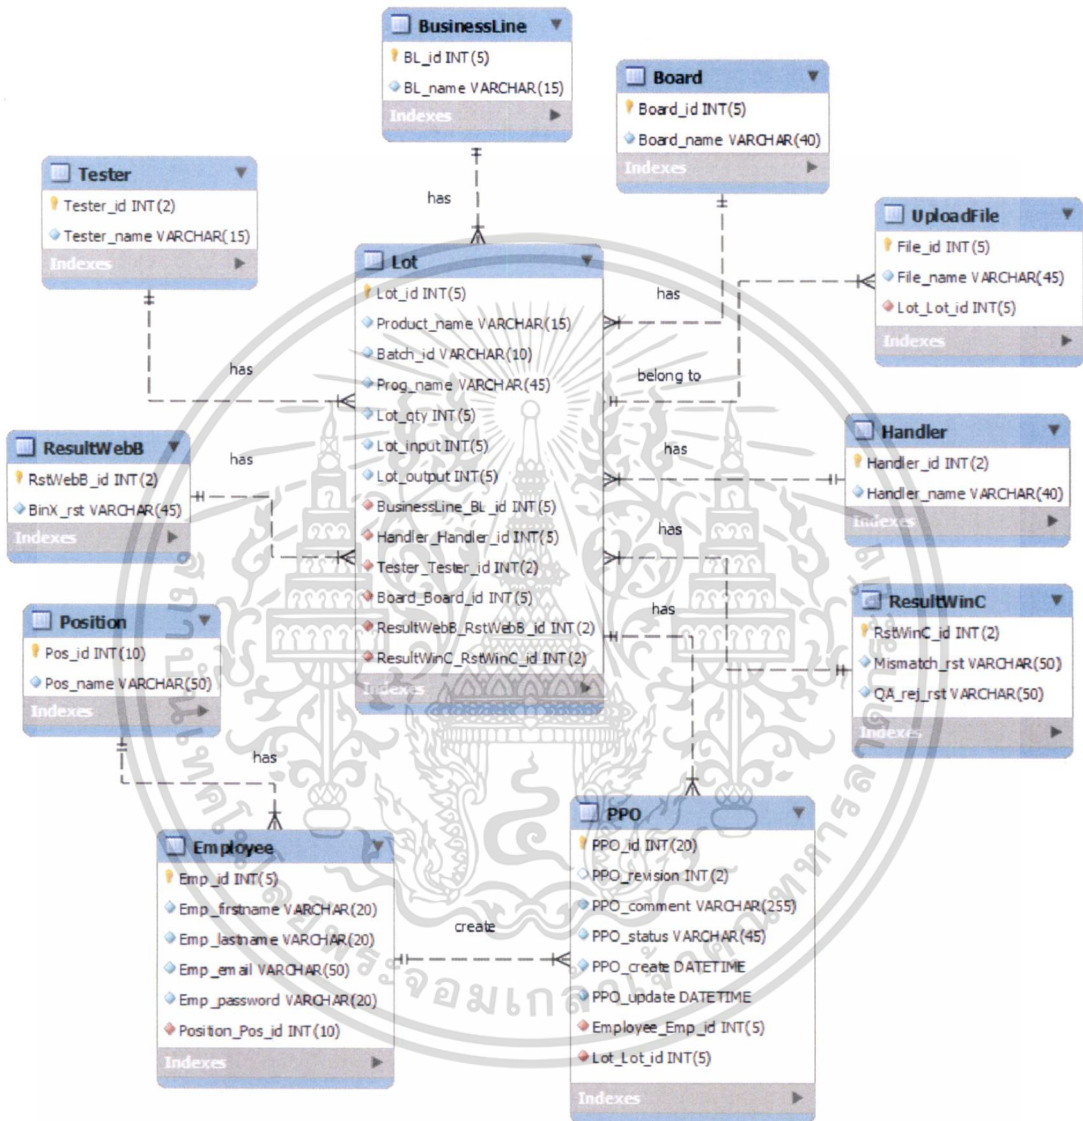 BusinessLine
BL_id INT(5)
BL_name VARCHAR(15)
Indexes
Board
Board_id INT(5)
Board_name VARCHAR(40)
Indexes
Tester
Tester_id INT(2)
Tester_name VARCHAR(15)
Indexes
has
UploadFile
File_id INT(5)
File_name VARCHAR(45)
Lot_Lot_id INT(5)
Indexes
Lot
Lot_id INT(5)
Product_name VARCHAR(15)
Batch_id VARCHAR(10)
Prog_name VARCHAR(45)
Lot_qty INT(5)
Lot_input INT(5)
Lot_output INT(5)
BusinessLine_BL_id INT(5)
Handler_Handler_id INT(5)
Tester_Tester_id INT(2)
Board_Board_id INT(5)
ResultWebB_RstWebB_id INT(2)
ResultWinC_RstWinC_id INT(2)
Indexes
has
has
belong to
has
has
has
has
ResultWebB
RstWebB_id INT(2)
BinX_rst VARCHAR(45)
Indexes
Handler
Handler_id INT(2)
Handler_name VARCHAR(40)
Indexes
ResultWinC
RstWinC_id INT(2)
Mismatch_rst VARCHAR(50)
QA_rej_rst VARCHAR(50)
Indexes
Position
Pos_id INT(10)
Pos_name VARCHAR(50)
Indexes
has
Employee
Emp_id INT(5)
Emp_firstname VARCHAR(20)
Emp_lastname VARCHAR(20)
Emp_email VARCHAR(50)
Emp_password VARCHAR(20)
Position_Pos_id INT(10)
Indexes
create
PPO
PPO_id INT(20)
PPO_revision INT(2)
PPO_comment VARCHAR(255)
PPO_status VARCHAR(45)
PPO_create DATETIME
PPO_update DATETIME
Employee_Emp_id INT(5)
Lot_Lot_id INT(5)
Indexes